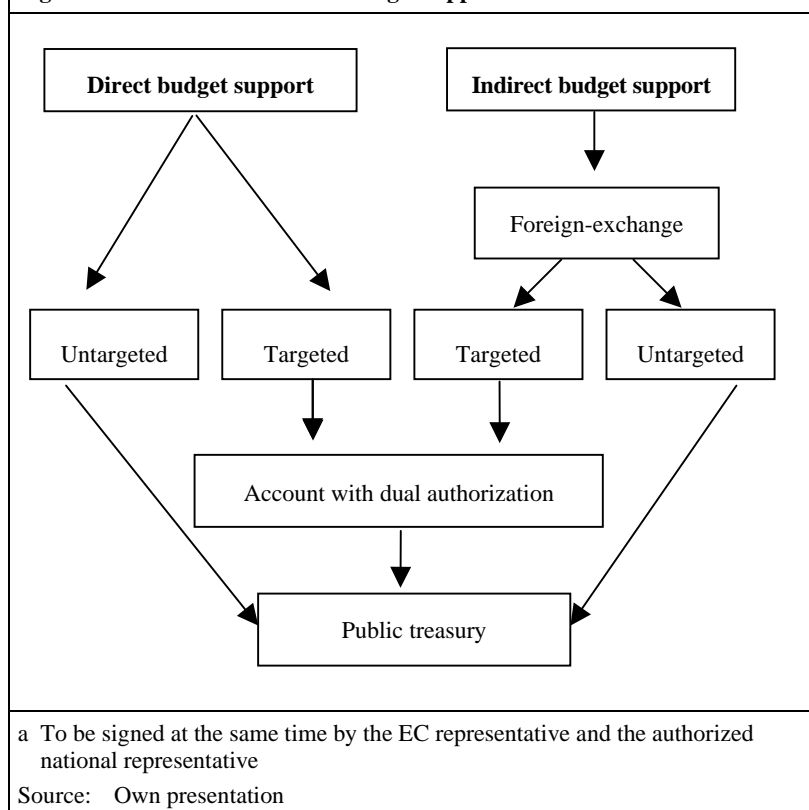 Direct budget support
Indirect budget support
Foreign-exchange
Untargeted
Targeted
Targeted
Untargeted
Account with dual authorization
Public treasury
a To be signed at the same time by the EC representative and the authorized
national representative
Source: Own presentation